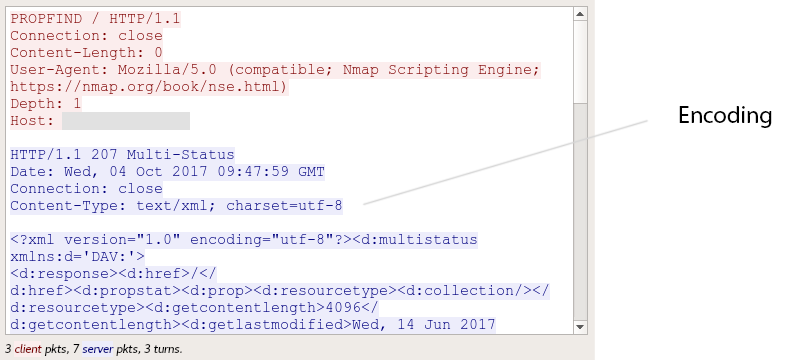 PROPFIND / HTTP/1.1
Connection: close
Content-Length: 0
User-Agent: Mozilla/5.0 (compatible; Nmap Scripting Engine;
https://nmap.org/book/nse.html)
Depth: 1
Host:
Encoding
HTTP/1.1 207 Multi-Status
Date: Wed, 04 Oct 2017 09:47:59 GMT
Connection: close
Content-Type: text/xml; charset=utf-8
<?xml version="1.0" encoding="utf-8"?><d:multistatus
xmlns:d='DAV:'>
<d:response><d:href>/</
d:href><d:propstat><d:prop><d:resourcetype><d:collection/></
d:resourcetype><d:getcontentlength>4096</
d:getcontentlength><d:getlastmodified>Wed, 14 Jun 2017
3 client pkts, 7 server pkts, 3 turns.